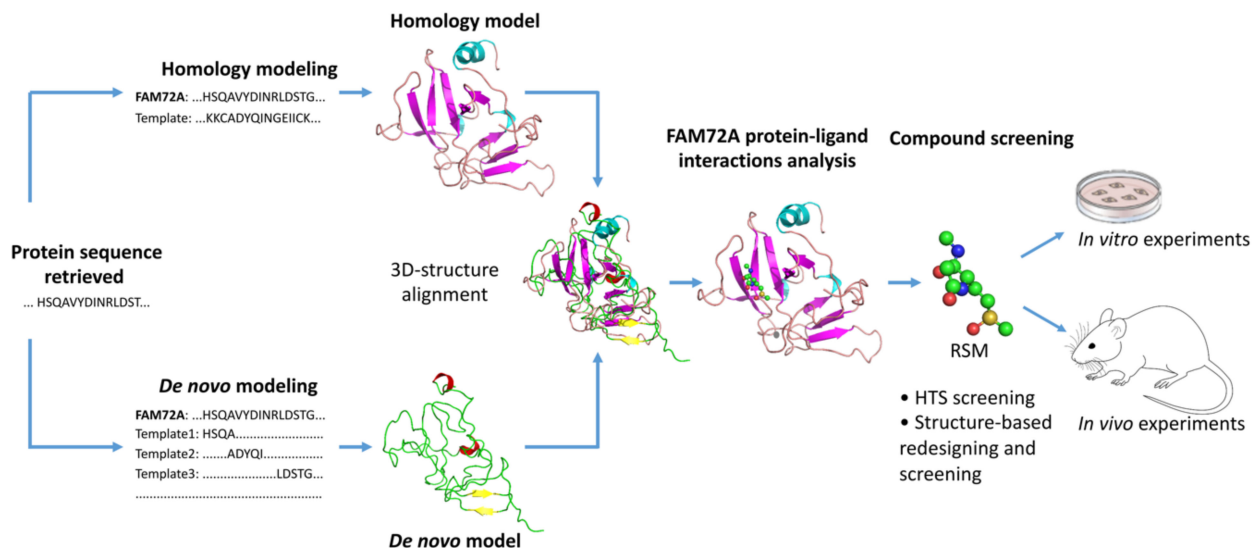 Homology model
Homology modeling
FAM72A: ...HSQAVYDINRLDSTG...
Template: ...KKCADYQINGEIICK...
Protein sequence
retrieved
... HSQAVYDINRLDST...
3D-structure
alignment
FAM72A protein-ligand
interactions analysis
Compound screening
In vitro experiments
RSM
• HTS screening
• Structure-based
redesigning and
screening
In vivo experiments
De novo modeling
FAM72A: ...HSQAVYDINRLDSTG...
Template1: HSQA..........................
Template2: .......ADYQI.................
Template3: ......................LDSTG...
......................................................
De novo model